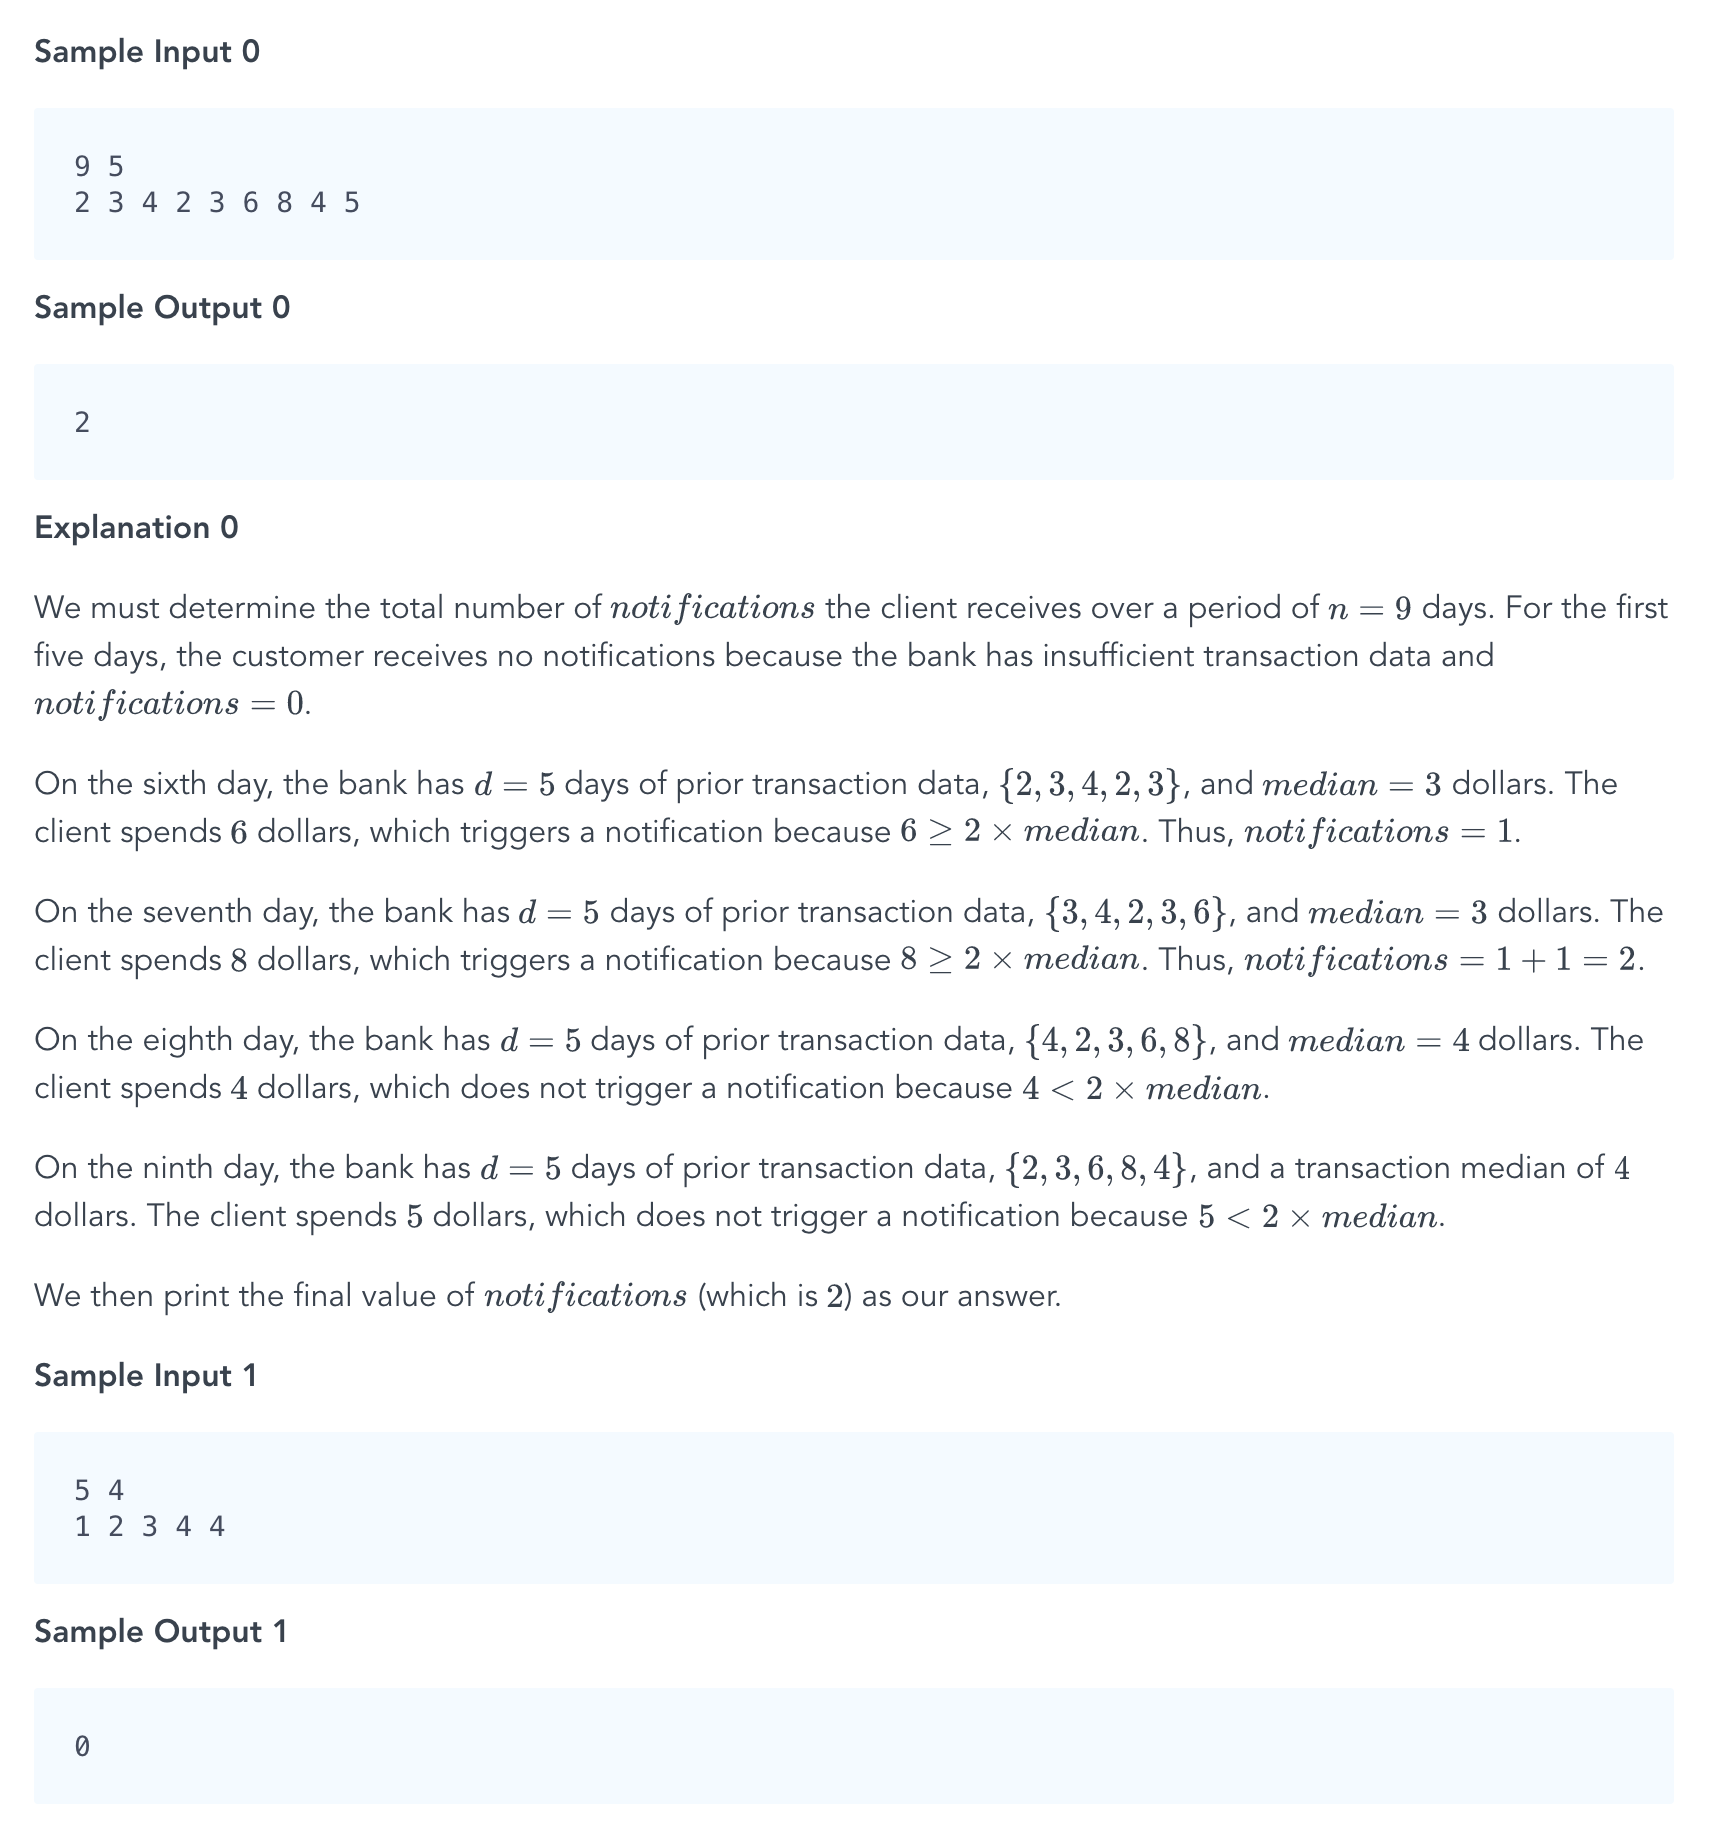 Sample Input 0
9 5
2 3 4 2 3 6 8 4 5
Sample Output 0
2
Explanation 0
We must determine the total number of notifications the client receives over a period of n = 9 days. For the first
five days, the customer receives no notifications because the bank has insufficient transaction data and
notifications = 0.
On the sixth day, the bank has d = 5 days of prior transaction data, {2, 3, 4, 2, 3}, and median = 3 dollars. The
client spends 6 dollars, which triggers a notification because 6 ≥ 2 × median. Thus, notifications = 1.
On the seventh day, the bank has d = 5 days of prior transaction data, {3, 4, 2, 3, 6}, and median = 3 dollars. The
client spends 8 dollars, which triggers a notification because 8 ≥ 2 × median. Thus, notifications = 1 + 1 = 2.
On the eighth day, the bank has d = 5 days of prior transaction data, {4, 2, 3, 6, 8}, and median = 4 dollars. The
client spends 4 dollars, which does not trigger a notification because 4 < 2 × median.
On the ninth day, the bank has d = 5 days of prior transaction data, {2, 3, 6, 8, 4}, and a transaction median of 4
dollars. The client spends 5 dollars, which does not trigger a notification because 5 < 2 × median.
We then print the final value of notifications (which is 2) as our answer.
Sample Input 1
5 4
1 2 3 4 4
Sample Output 1
0